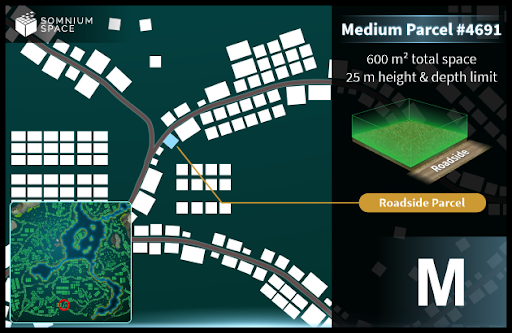 SOMNIUM
SPACE
Medium Parcel #4691
600 m² total space
25 m height & depth limit
Roadside
Roadside Parcel
M